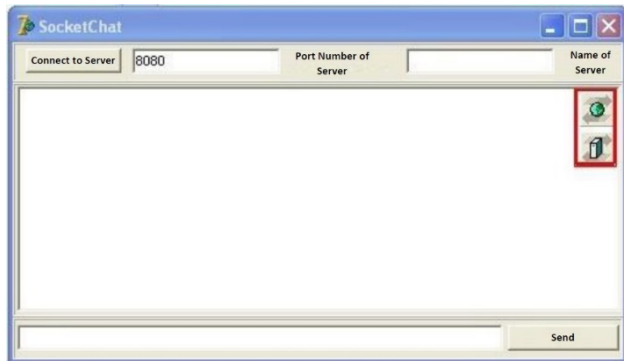 SocketChat
Connect to Server
8080
Port Number of
Server
Name of
Server
Send